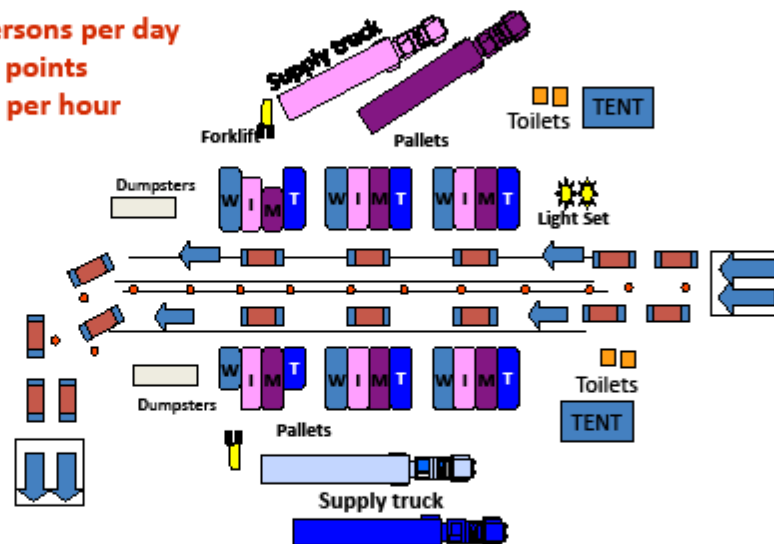 ersons per day
points
per hour
Supply truck
Forklift
Pallets
Toilets
TENT
Dumpsters
W I M T
W I M T
W I M T
Light Set
W I M T
W I M T
W I M T
Dumpsters
Toilets
TENT
Pallets
Supply truck